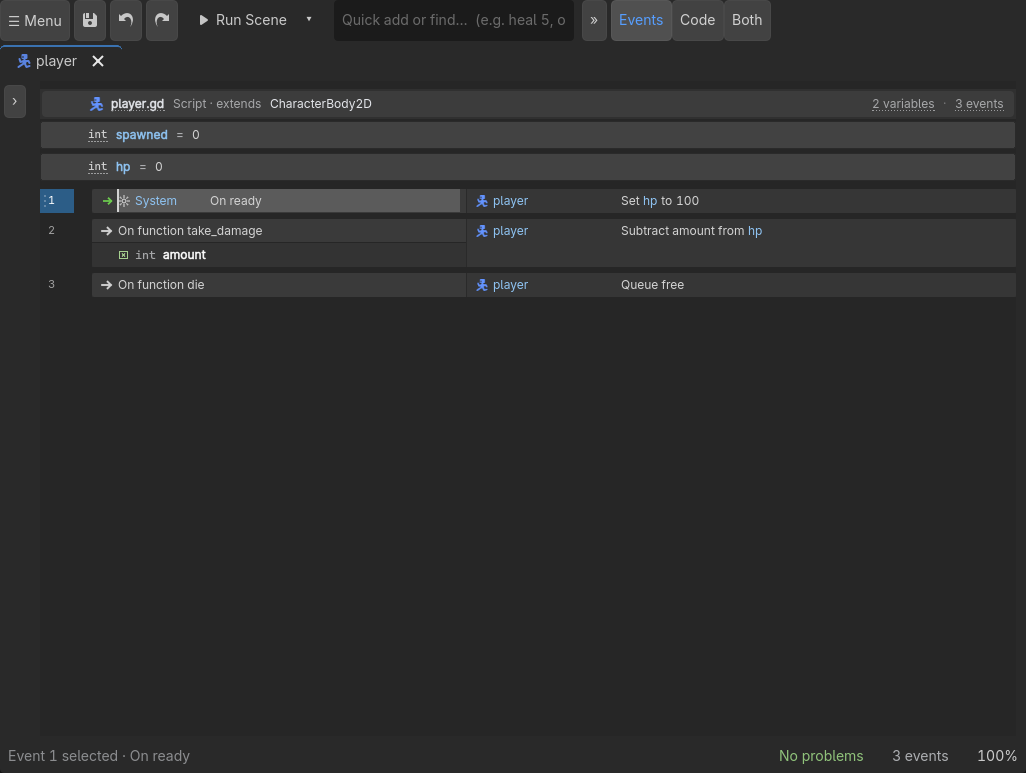 Menu Run Scene Quick add or find... (e.g. heal 5, o » Events Code Both
player
player.gd Script · extends CharacterBody2D 2 variables · 3 events
int spawned = 0
int hp = 0
1 System On ready player Set hp to 100
2 On function take_damage player Subtract amount from hp
int amount
3 On function die player Queue free
Event 1 selected · On ready No problems 3 events 100%